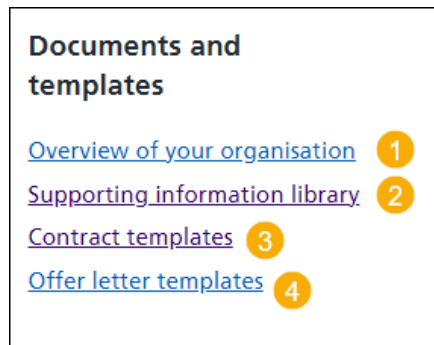 Documents and
templates
Overview of your organisation 1
Supporting information library 2
Contract templates 3
Offer letter templates 4